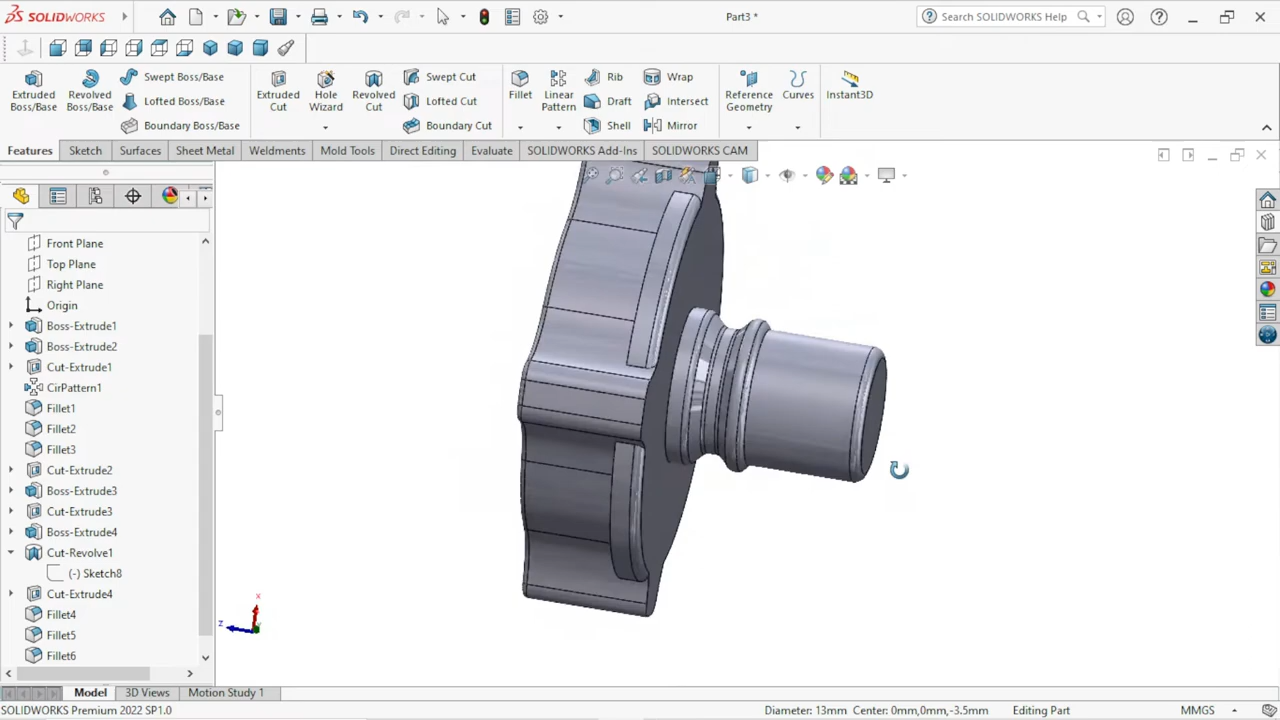 SOLIDWORKS
Part3 *
Search SOLIDWORKS Help
Extruded Boss/Base
Revolved Boss/Base
Swept Boss/Base
Lofted Boss/Base
Boundary Boss/Base
Extruded Cut
Hole Wizard
Revolved Cut
Swept Cut
Lofted Cut
Boundary Cut
Fillet
Linear Pattern
Rib
Draft
Shell
Wrap
Intersect
Mirror
Reference Geometry
Curves
Instant3D
Features
Sketch
Surfaces
Sheet Metal
Weldments
Mold Tools
Direct Editing
Evaluate
SOLIDWORKS Add-Ins
SOLIDWORKS CAM
Front Plane
Top Plane
Right Plane
Origin
Boss-Extrude1
Boss-Extrude2
Cut-Extrude1
CirPattern1
Fillet1
Fillet2
Fillet3
Cut-Extrude2
Boss-Extrude3
Cut-Extrude3
Boss-Extrude4
Cut-Revolve1
(-) Sketch8
Cut-Extrude4
Fillet4
Fillet5
Fillet6
x
z
Model
3D Views
Motion Study 1
SOLIDWORKS Premium 2022 SP1.0
Diameter: 13mm Center: 0mm,0mm,-3.5mm
Editing Part
MMGS